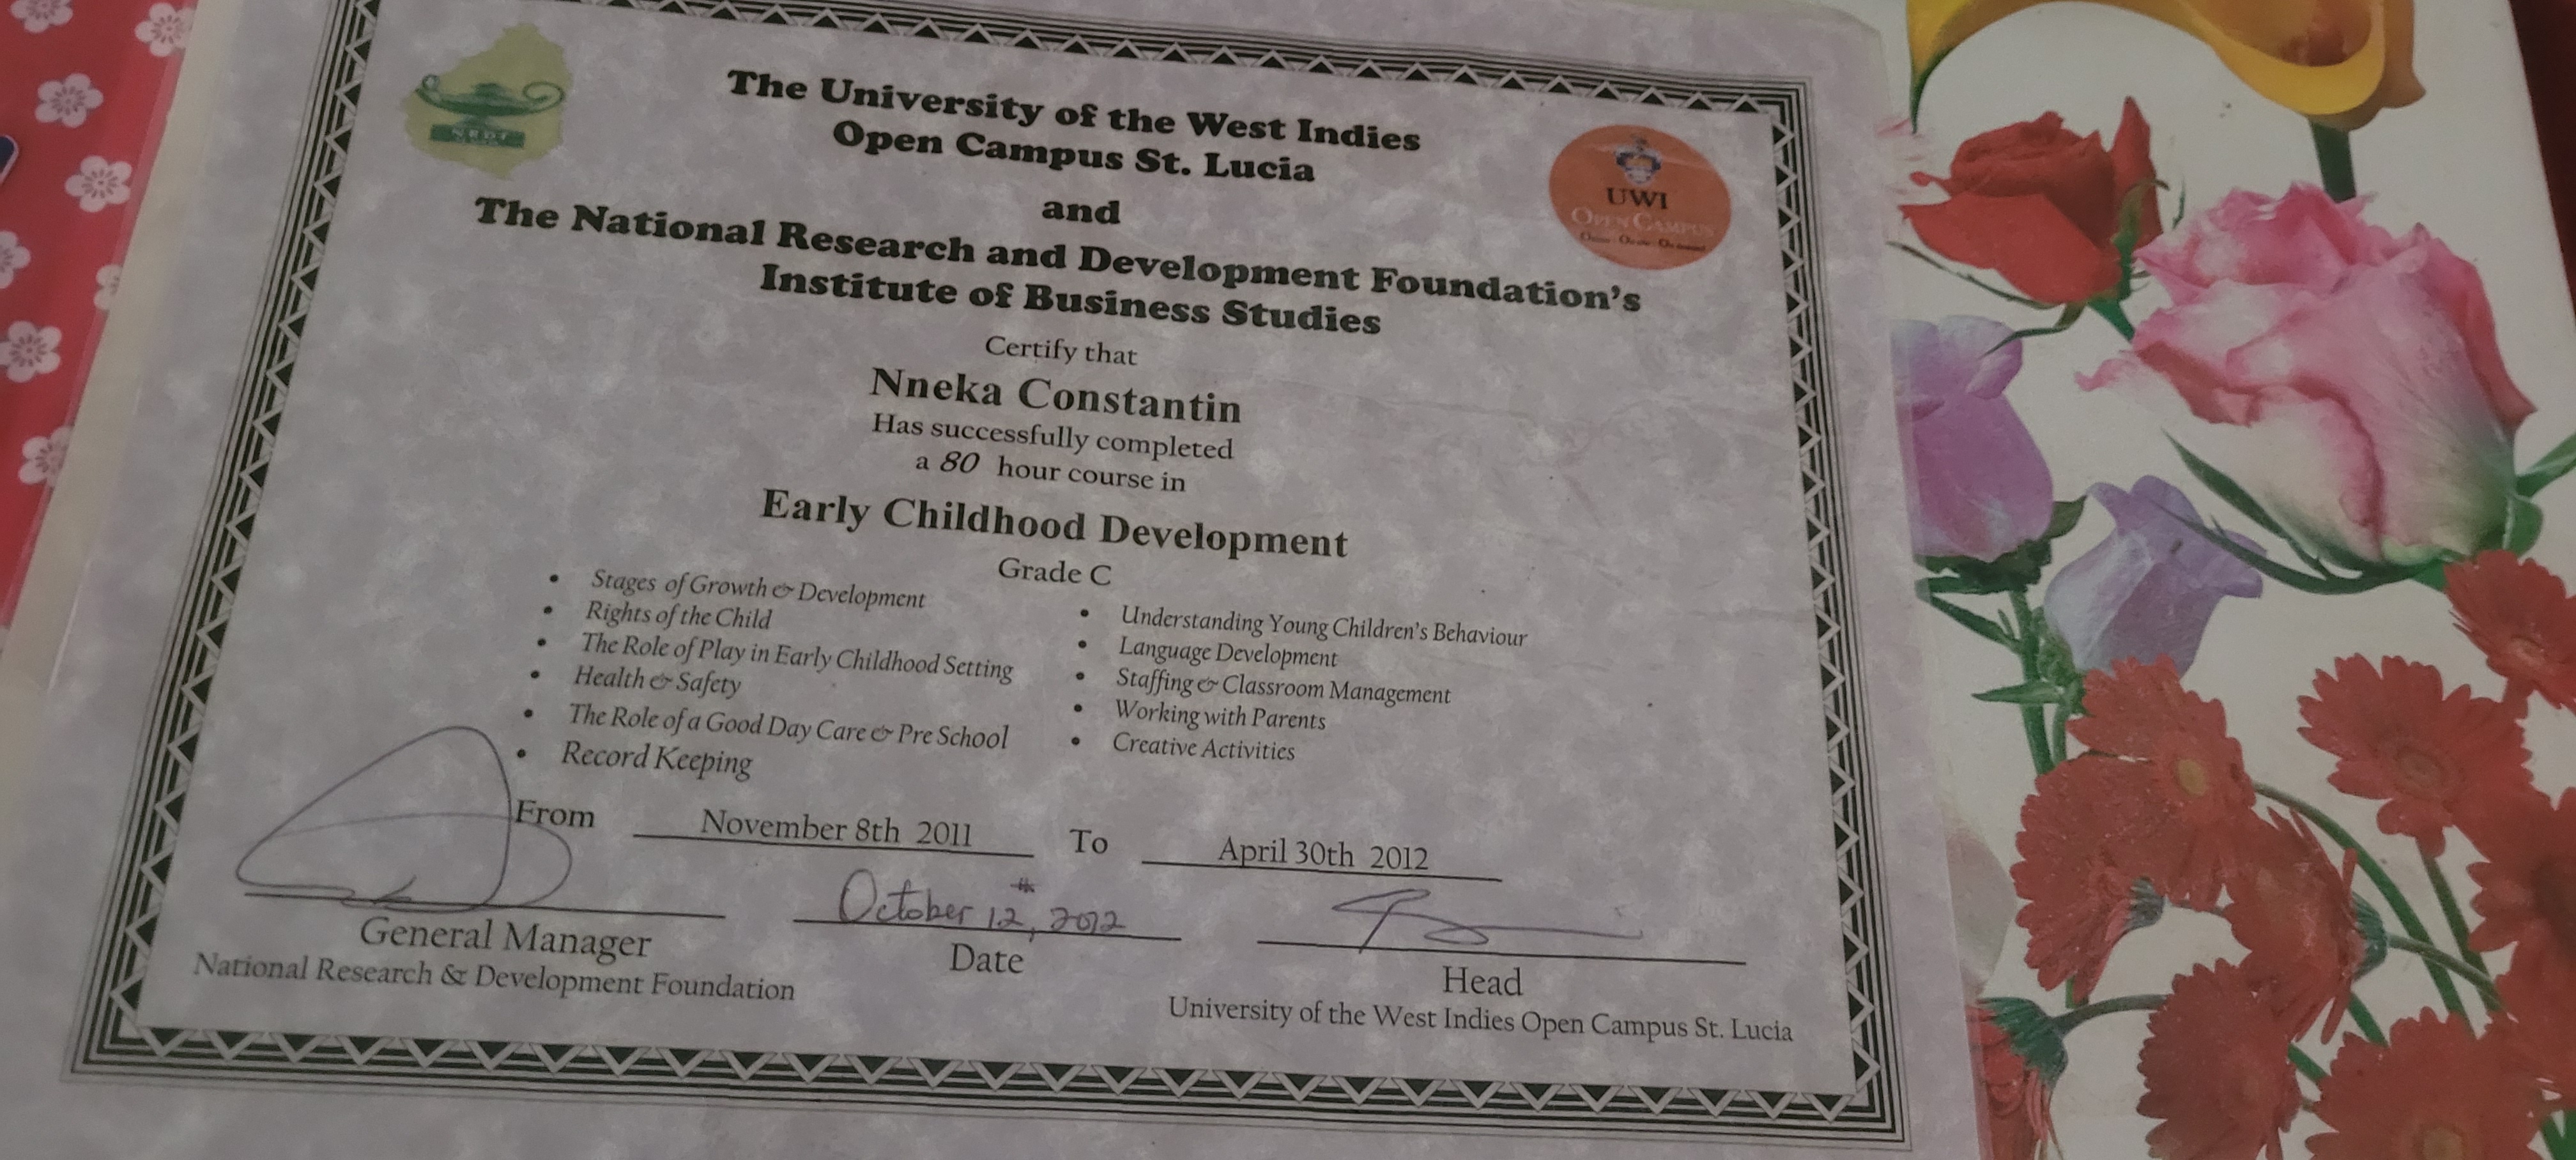 The University of the West Indies
Open Campus St. Lucia
and
The National Research and Development Foundation's
Institute of Business Studies
NRDF
UWI
OPEN CAMPUS
Certify that
Nneka Constantin
Has successfully completed
a 80 hour course in
Early Childhood Development
Grade C
• Stages of Growth & Development
• Rights of the Child
• The Role of Play in Early Childhood Setting
• Health & Safety
• The Role of a Good Day Care & Pre School
• Record Keeping
• Understanding Young Children's Behaviour
• Language Development
• Staffing & Classroom Management
• Working with Parents
• Creative Activities
From November 8th 2011 To April 30th 2012
October 12th, 2012
General Manager
National Research & Development Foundation
Date
Head
University of the West Indies Open Campus St. Lucia